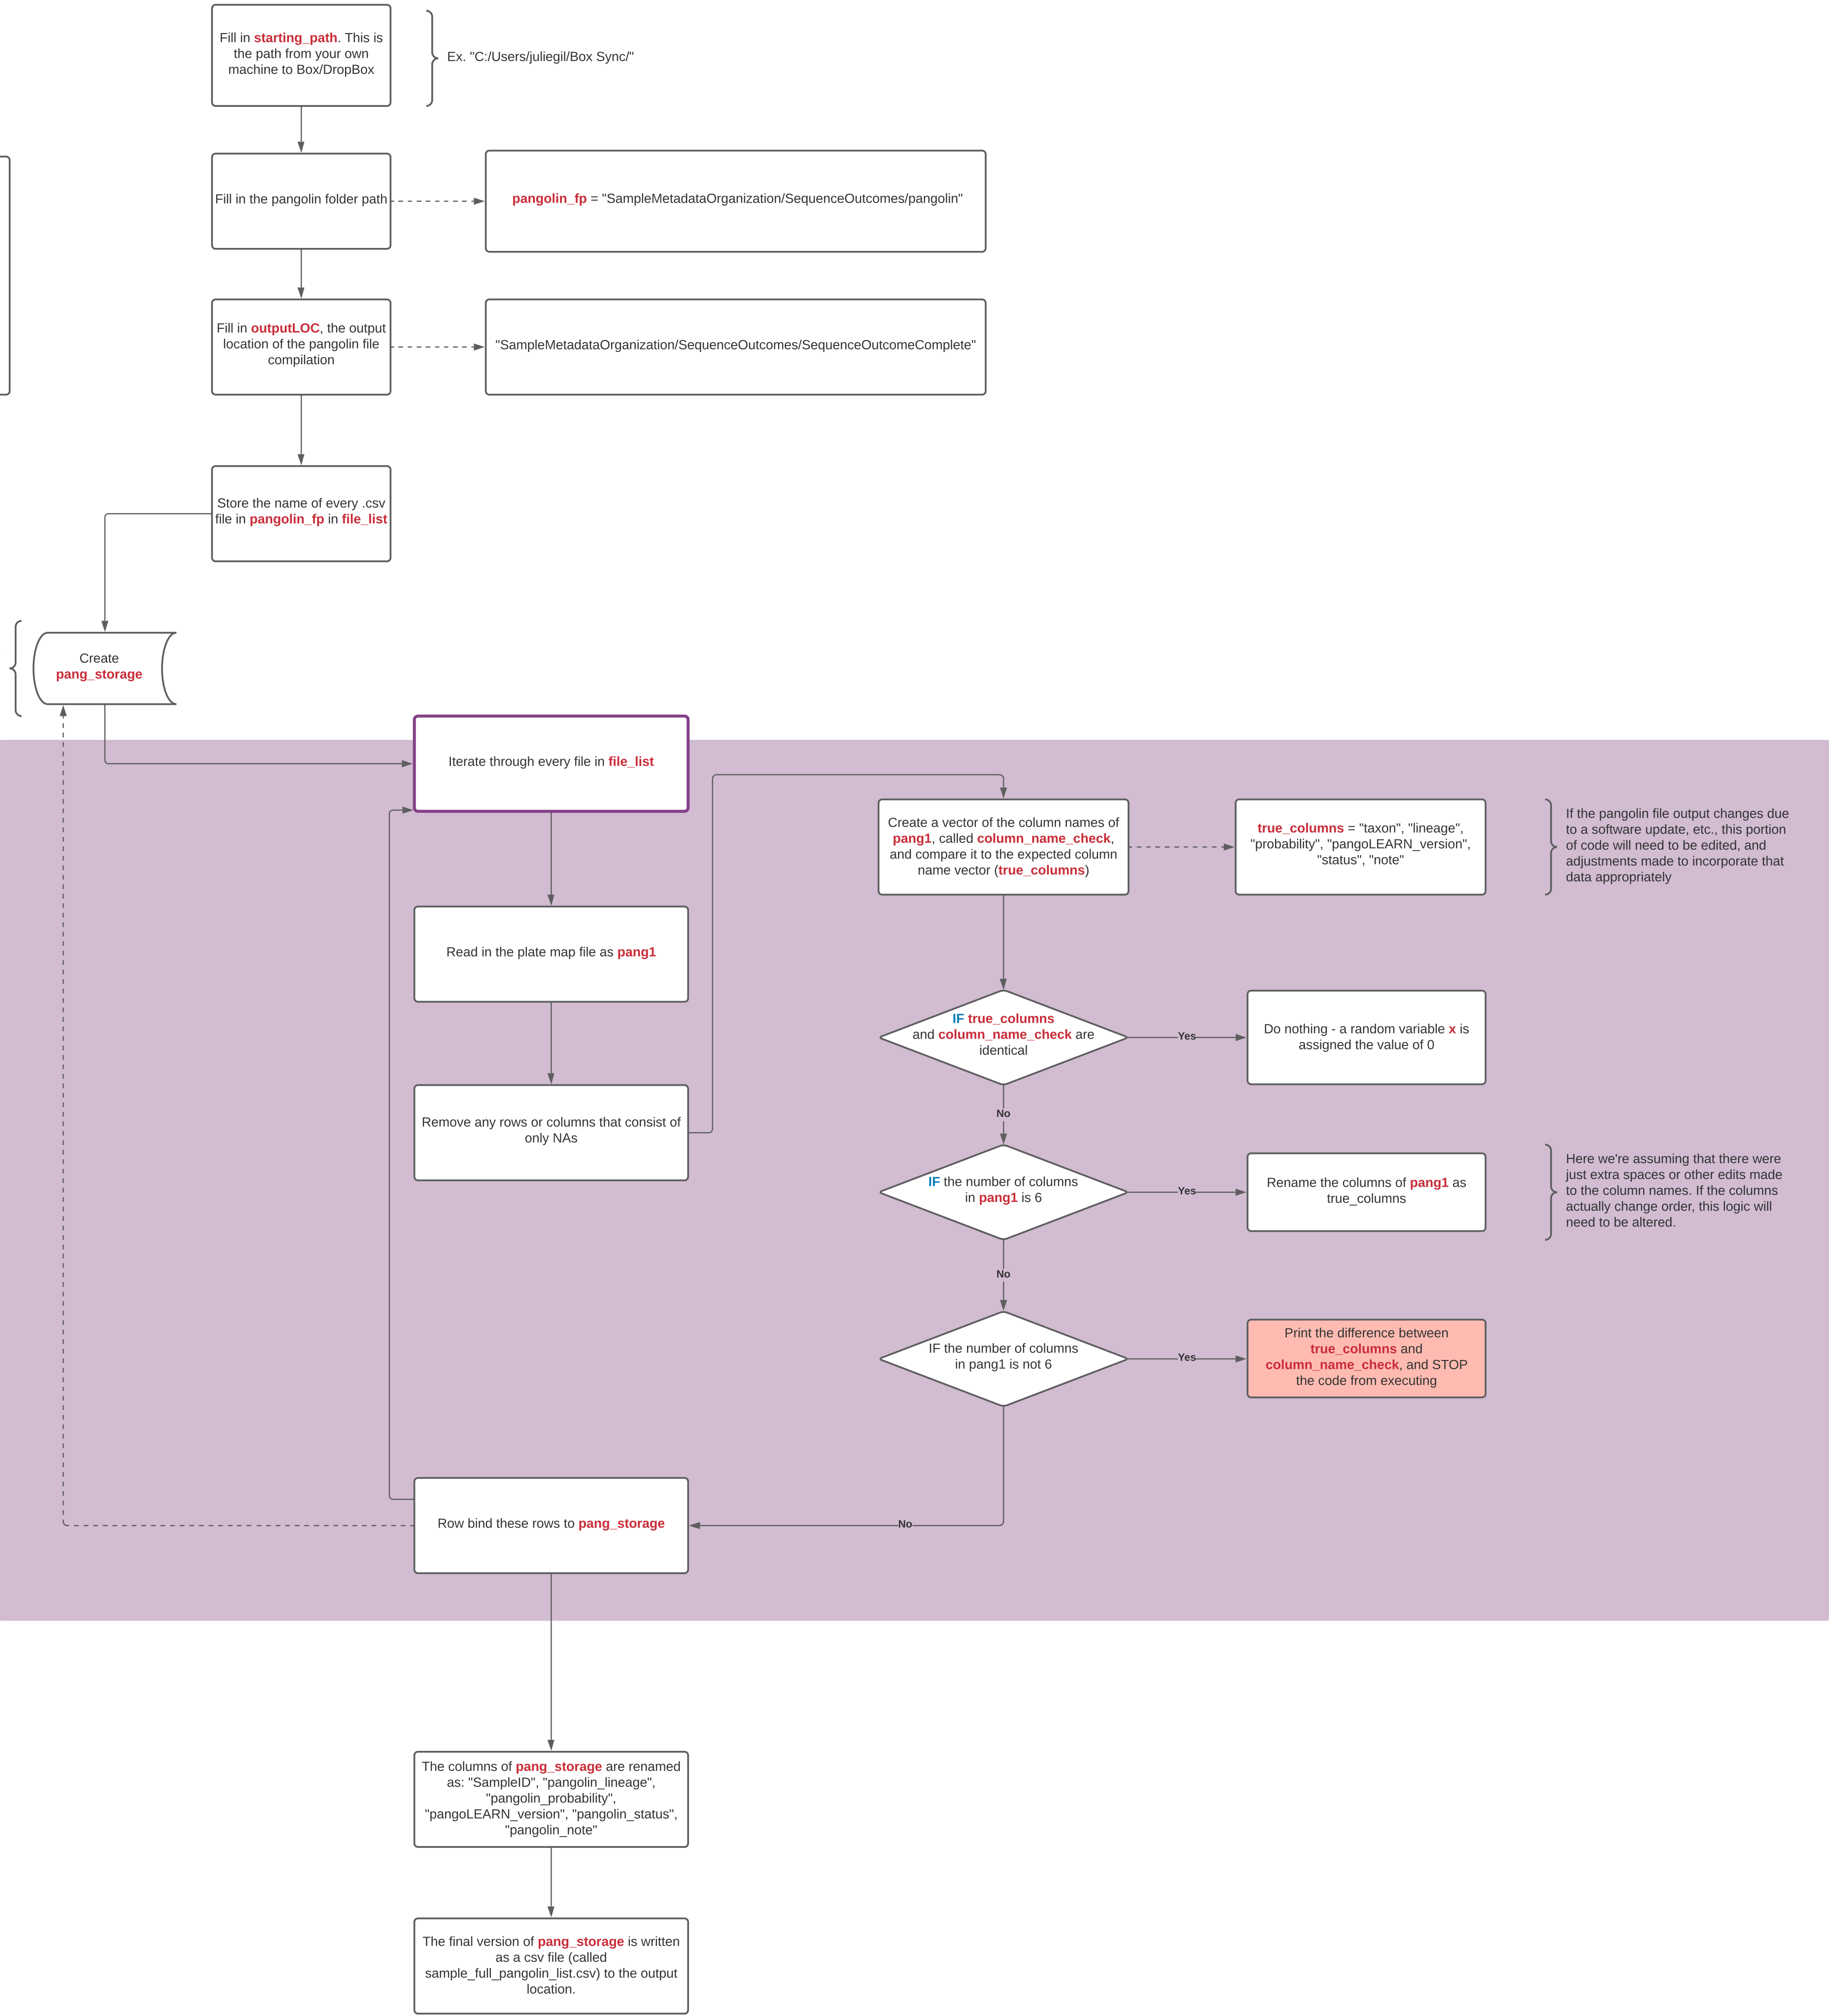 Fill in starting_path. This is
the path from your own
machine to Box/DropBox
Ex. "C:/Users/juliegil/Box Sync/"
Fill in the pangolin folder path
pangolin_fp = "SampleMetadataOrganization/SequenceOutcomes/pangolin"
Fill in outputLOC, the output
location of the pangolin file
compilation
"SampleMetadataOrganization/SequenceOutcomes/SequenceOutcomeComplete"
Store the name of every .csv
file in pangolin_fp in file_list
Create
pang_storage
Iterate through every file in file_list
Read in the plate map file as pang1
Remove any rows or columns that consist of
only NAs
Create a vector of the column names of
pang1, called column_name_check,
and compare it to the expected column
name vector (true_columns)
true_columns = "taxon", "lineage",
"probability", "pangoLEARN_version",
"status", "note"
If the pangolin file output changes due
to a software update, etc., this portion
of code will need to be edited, and
adjustments made to incorporate that
data appropriately
IF true_columns
and column_name_check are
identical
Yes
Do nothing - a random variable x is
assigned the value of 0
No
IF the number of columns
in pang1 is 6
Yes
Rename the columns of pang1 as
true_columns
Here we're assuming that there were
just extra spaces or other edits made
to the column names. If the columns
actually change order, this logic will
need to be altered.
No
IF the number of columns
in pang1 is not 6
Yes
Print the difference between
true_columns and
column_name_check, and STOP
the code from executing
No
Row bind these rows to pang_storage
The columns of pang_storage are renamed
as: "SampleID", "pangolin_lineage",
"pangolin_probability",
"pangoLEARN_version", "pangolin_status",
"pangolin_note"
The final version of pang_storage is written
as a csv file (called
sample_full_pangolin_list.csv) to the output
location.